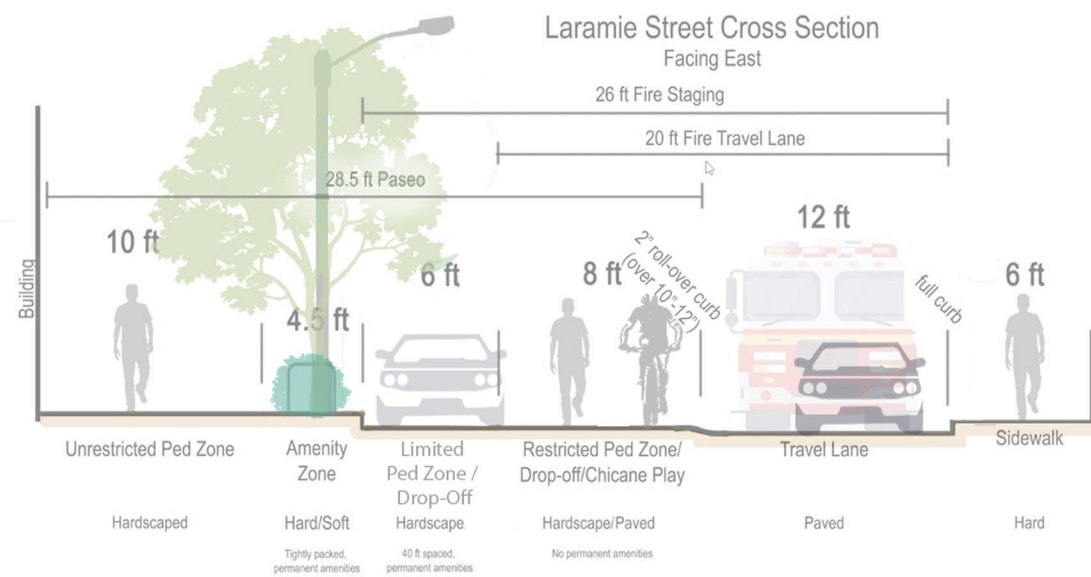 Laramie Street Cross Section
Facing East
26 ft Fire Staging
20 ft Fire Travel Lane
28.5 ft Paseo
12 ft
10 ft
6 ft
8 ft
2" roll-over curb
(over 10"-12")
full curb
6 ft
Building
4.5 ft
Unrestricted Ped Zone
Amenity
Zone
Limited
Ped Zone /
Drop-Off
Restricted Ped Zone/
Drop-off/Chicane Play
Travel Lane
Sidewalk
Hardscaped
Hard/Soft
Hardscape
Hardscape/Paved
Paved
Hard
Tightly packed,
permanent amenities
40 ft spaced,
permanent amenities
No permanent amenities